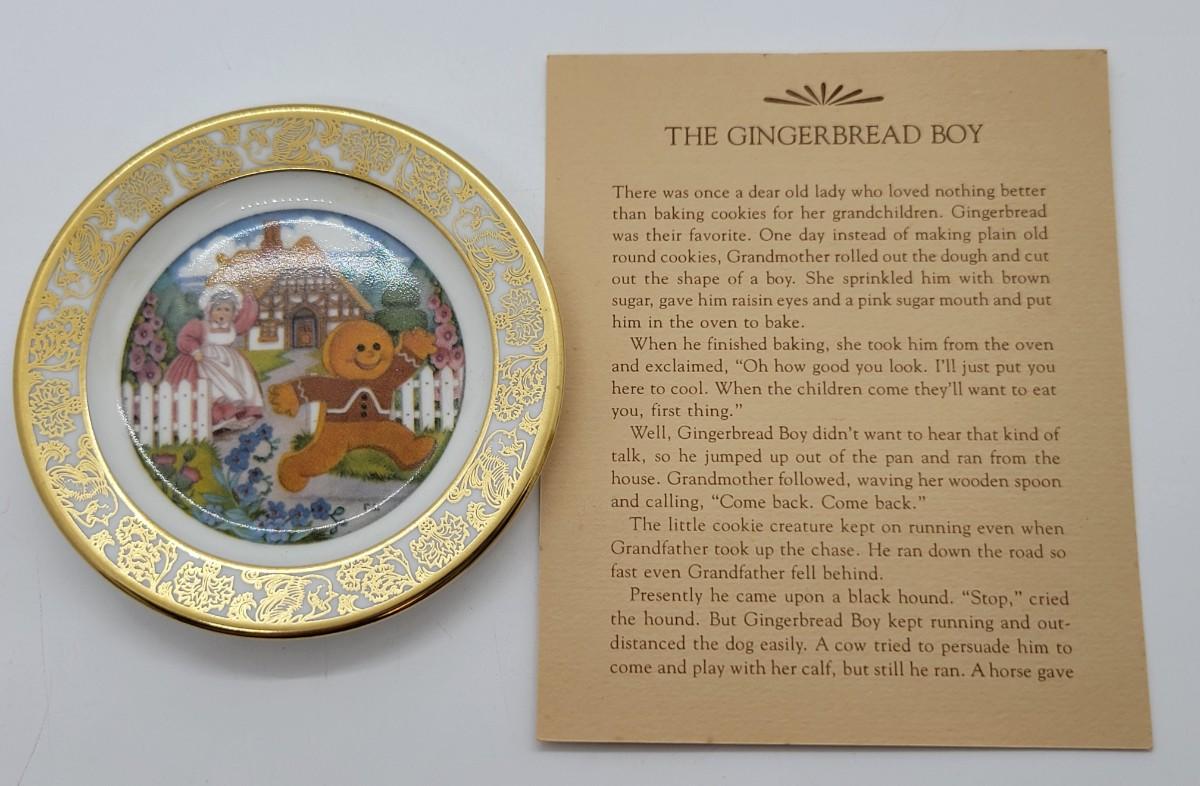 THE GINGERBREAD BOY
There was once a dear old lady who loved nothing better
than baking cookies for her grandchildren. Gingerbread
was their favorite. One day instead of making plain old
round cookies, Grandmother rolled out the dough and cut
out the shape of a boy. She sprinkled him with brown
sugar, gave him raisin eyes and a pink sugar mouth and put
him in the oven to bake.
When he finished baking, she took him from the oven
and exclaimed, “Oh how good you look. I’ll just put you
here to cool. When the children come they’ll want to eat
you, first thing.”
Well, Gingerbread Boy didn’t want to hear that kind of
talk, so he jumped up out of the pan and ran from the
house. Grandmother followed, waving her wooden spoon
and calling, “Come back. Come back.”
The little cookie creature kept on running even when
Grandfather took up the chase. He ran down the road so
fast even Grandfather fell behind.
Presently he came upon a black hound. “Stop,” cried
the hound. But Gingerbread Boy kept running and out-
distanced the dog easily. A cow tried to persuade him to
come and play with her calf, but still he ran. A horse gave